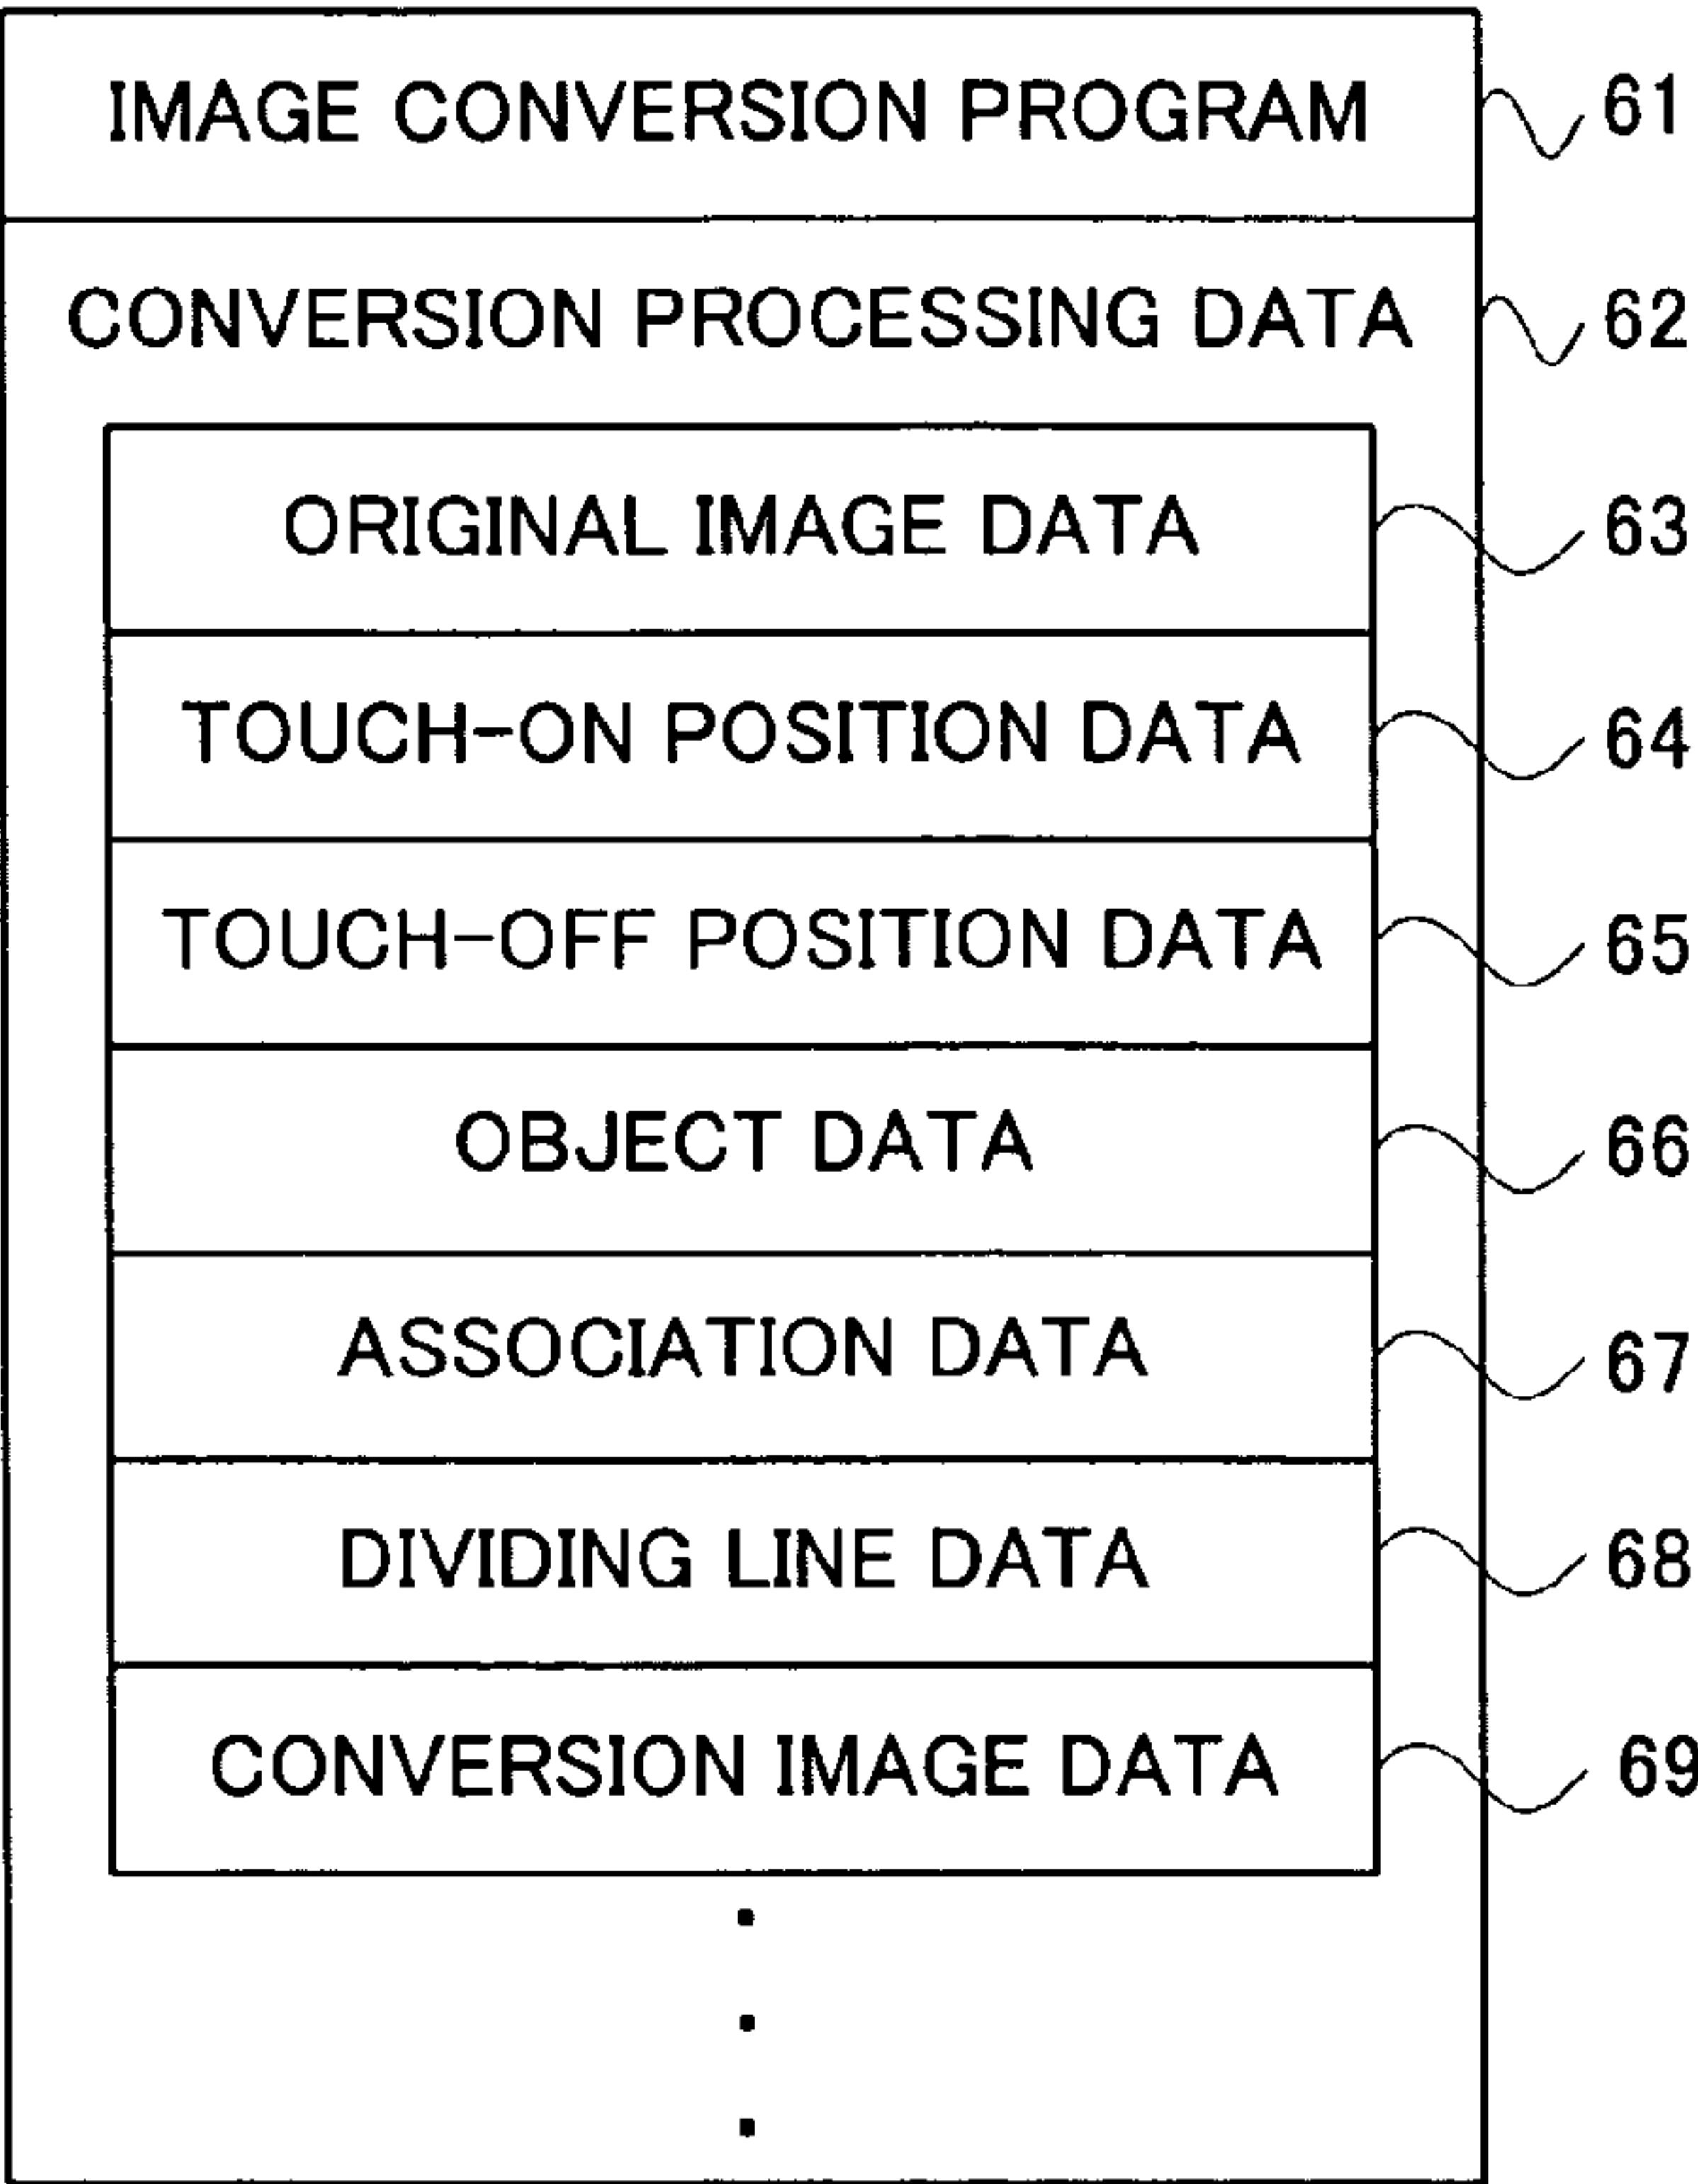 IMAGE CONVERSION PROGRAM 61
CONVERSION PROCESSING DATA 62
ORIGINAL IMAGE DATA 63
TOUCH-ON POSITION DATA 64
TOUCH-OFF POSITION DATA 65
OBJECT DATA 66
ASSOCIATION DATA 67
DIVIDING LINE DATA 68
CONVERSION IMAGE DATA 69